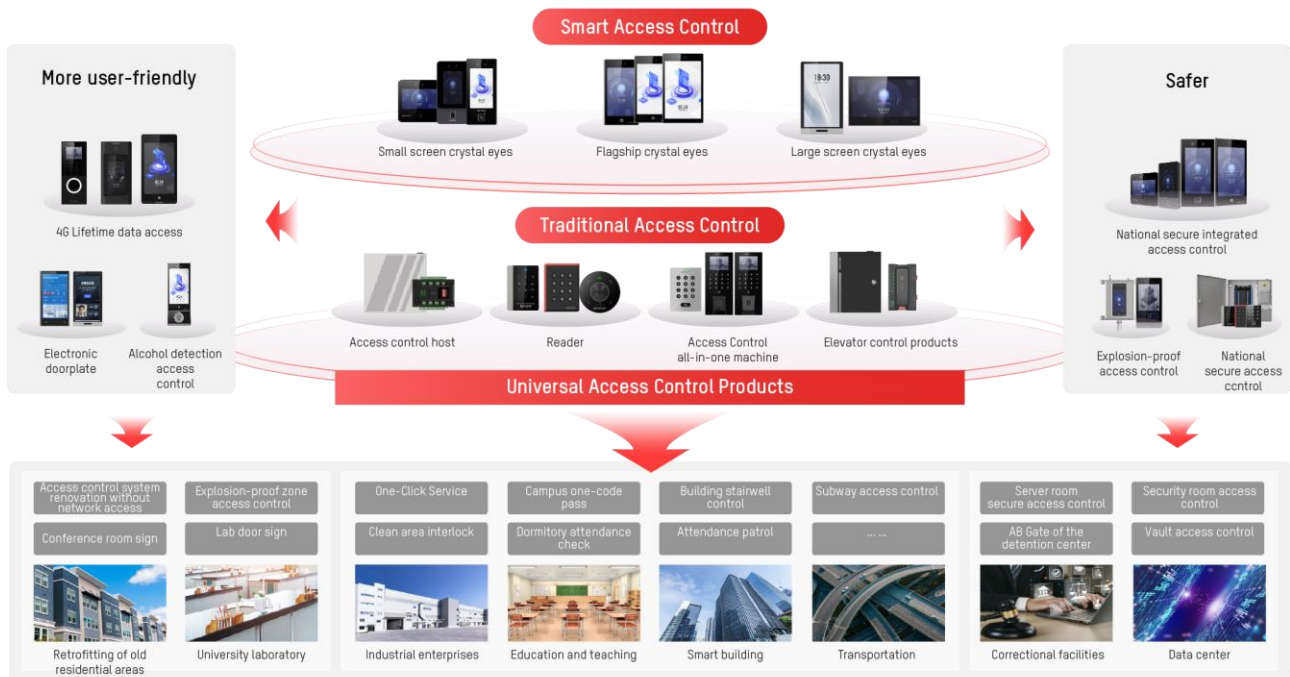 Smart Access Control
More user-friendly
Safer
18:30
Small screen crystal eyes
Flagship crystal eyes
Large screen crystal eyes
4G Lifetime data access
Traditional Access Control
National secure integrated
access control
Access control host
Reader
Access Control
all-in-one machine
Elevator control products
Electronic
doorplate
Alcohol detection
access
control
Explosion-proof
access control
National
secure access
ccntrol
Universal Access Control Products
Access control system
renovation without
network access
Explosion-proof zone
access control
One-Click Service
Campus one-code
pass
Building stairwell
control
Subway access control
Server room
secure access control
Security room access
control
Conference room sign
Lab door sign
Clean area interlock
Dormitory attendance
check
Attendance patrol
... ...
AB Gate of the
detention center
Vault access control
Retrofitting of old
residential areas
University laboratory
Industrial enterprises
Education and teaching
Smart building
Transportation
Correctional facilities
Data center